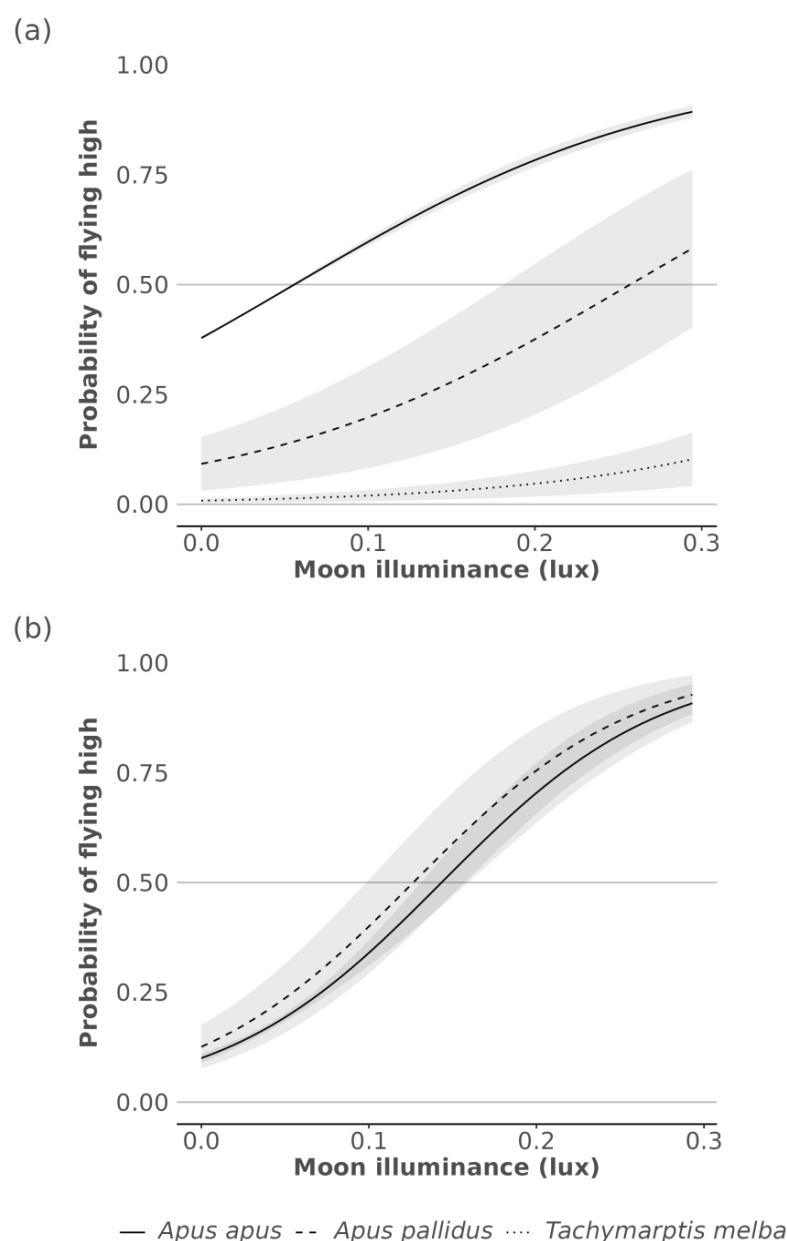 (a)
1.00
0.75
0.50
0.25
0.00
Probability of flying high
0.0 0.1 0.2 0.3
Moon illuminance (lux)
(b)
1.00
0.75
0.50
0.25
0.00
Probability of flying high
0.0 0.1 0.2 0.3
Moon illuminance (lux)
Apus apus Apus pallidus Tachymarptis melba